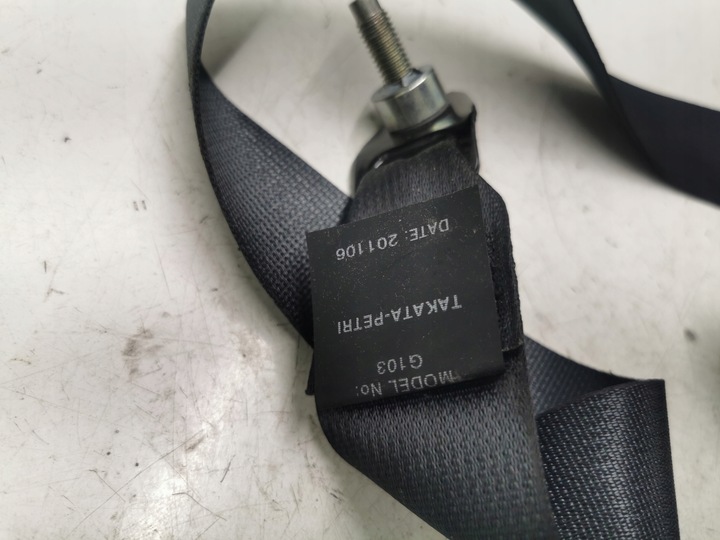 MODEL No:
G103
TAKATA-PETRI
DATE: 201106